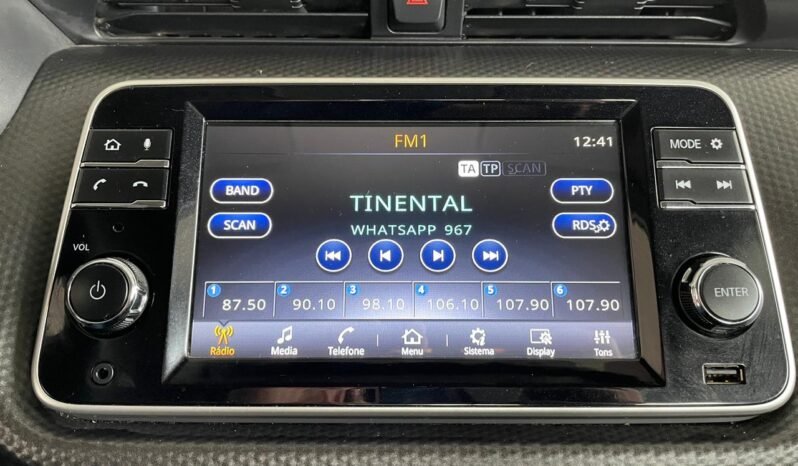 FM1 12:41
TA TP SCAN
MODE
BAND TINENTAL PTY
SCAN WHATSAPP 967 RDS
VOL
ENTER
1 87.50 2 90.10 3 98.10 4 106.10 5 107.90 6 107.90
Rádio Media Telefone Menu Sistema Display Tons